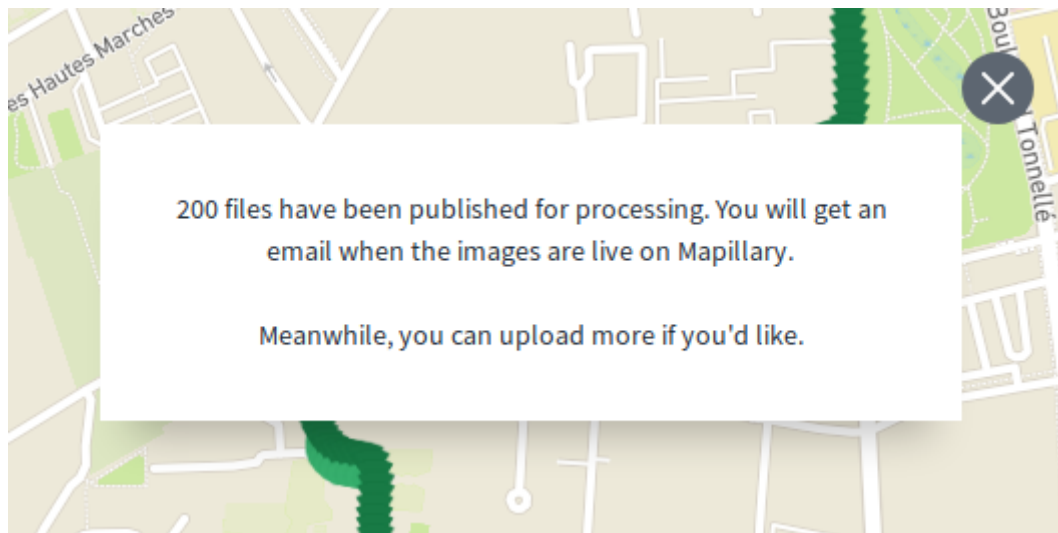 es Hautes Marches
Boul
d Tonnellé
200 files have been published for processing. You will get an
email when the images are live on Mapillary.
Meanwhile, you can upload more if you'd like.